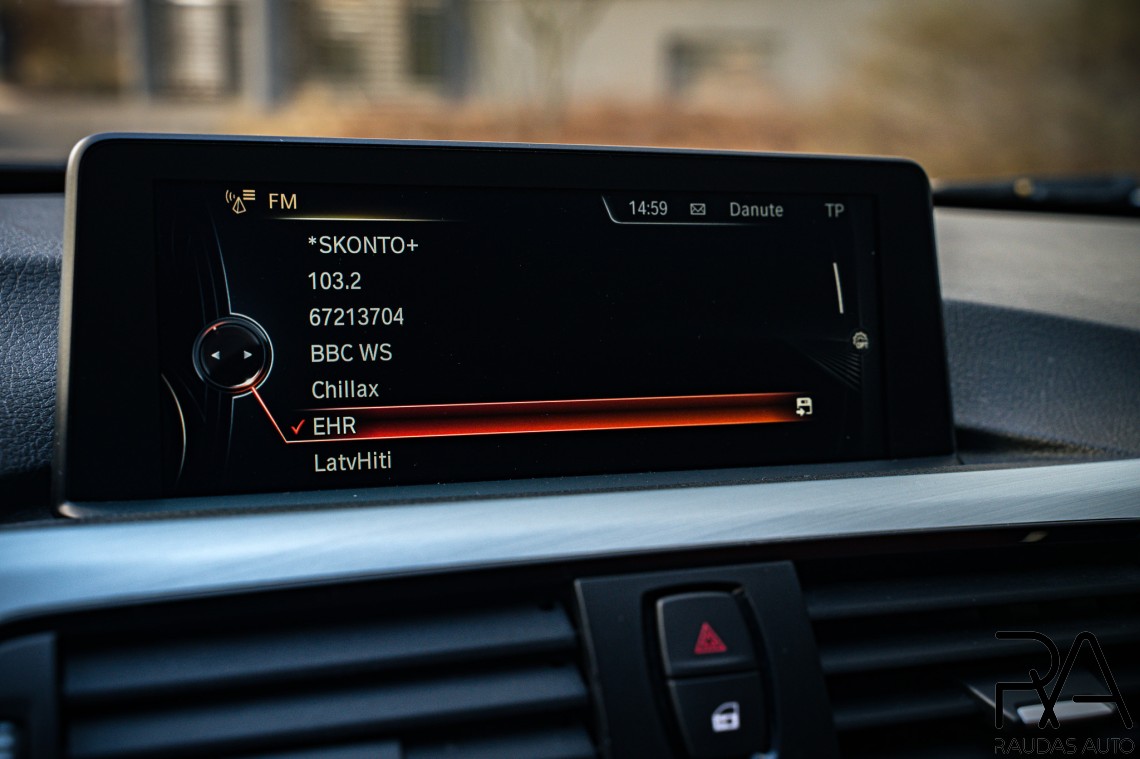 FM
14:59 Danute TP
*SKONTO+
103.2
67213704
BBC WS
Chillax
EHR
LatvHiti
RA
RAUDAS AUTO